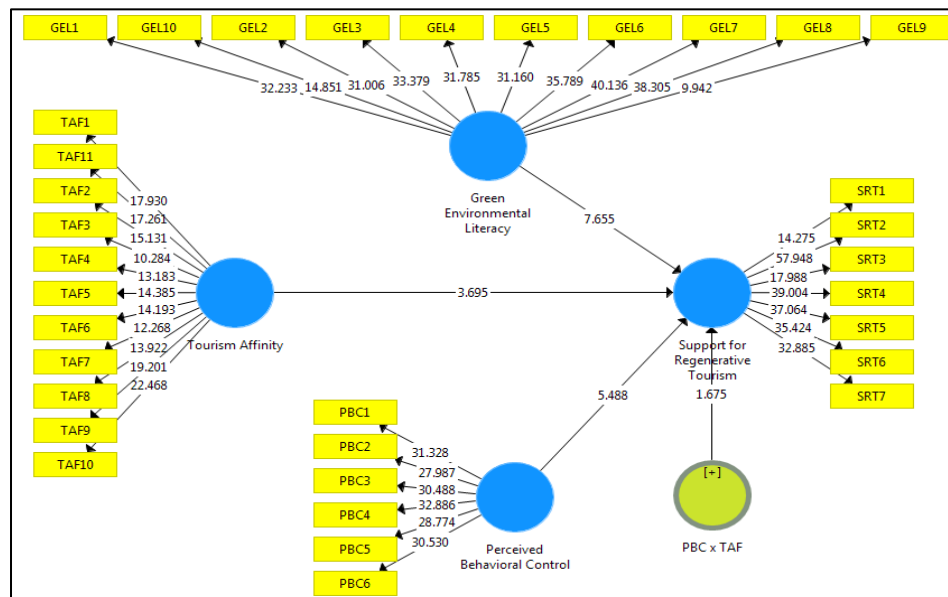 GEL1 GEL10 GEL2 GEL3 GEL4 GEL5 GEL6 GEL7 GEL8 GEL9
32.233 14.851 31.006 33.379 31.785 31.160 35.789 40.136 38.305 9.942
Green
Environmental
Literacy
TAF1
TAF11
TAF2
TAF3
TAF4
TAF5
TAF6
TAF7
TAF8
TAF9
TAF10
17.930
17.261
15.131
10.284
13.183
14.385
14.193
12.268
13.922
19.201
22.468
Tourism Affinity
7.655
3.695
5.488
1.675
SRT1
SRT2
SRT3
SRT4
SRT5
SRT6
SRT7
14.275
57.948
17.988
39.004
37.064
35.424
32.885
Support for
Regenerative
Tourism
PBC1
PBC2
PBC3
PBC4
PBC5
PBC6
31.328
27.987
30.488
32.886
28.774
30.530
Perceived
Behavioral Control
[+]
PBC x TAF